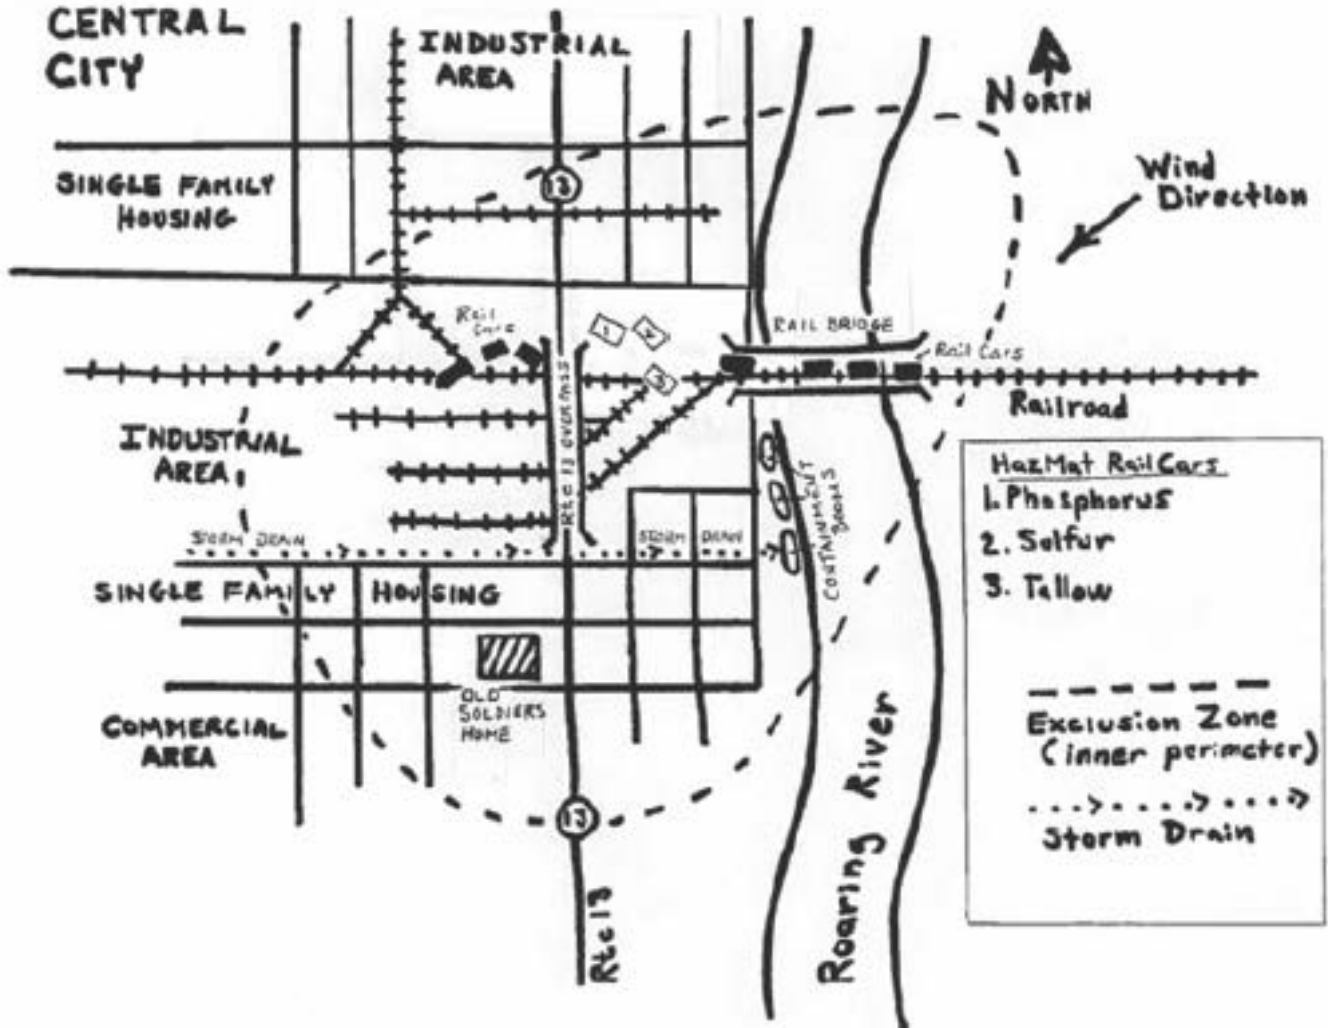 CENTRAL
CITY
INDUSTRIAL
AREA
NORTH
Wind
Direction
SINGLE FAMILY
HOUSING
13
Rail
Cars
1
2
3
RAIL BRIDGE
Rail Cars
Railroad
Rte 13 OVERPASS
INDUSTRIAL
AREA
CONTAINMENT
BOOMS
STORM DRAIN
STORM DRAIN
SINGLE FAMILY HOUSING
OLD
SOLDIERS
HOME
COMMERCIAL
AREA
13
Rte 13
Roaring River
HazMat Rail Cars
1. Phosphorus
2. Sulfur
3. Tallow
Exclusion Zone
(inner perimeter)
Storm Drain